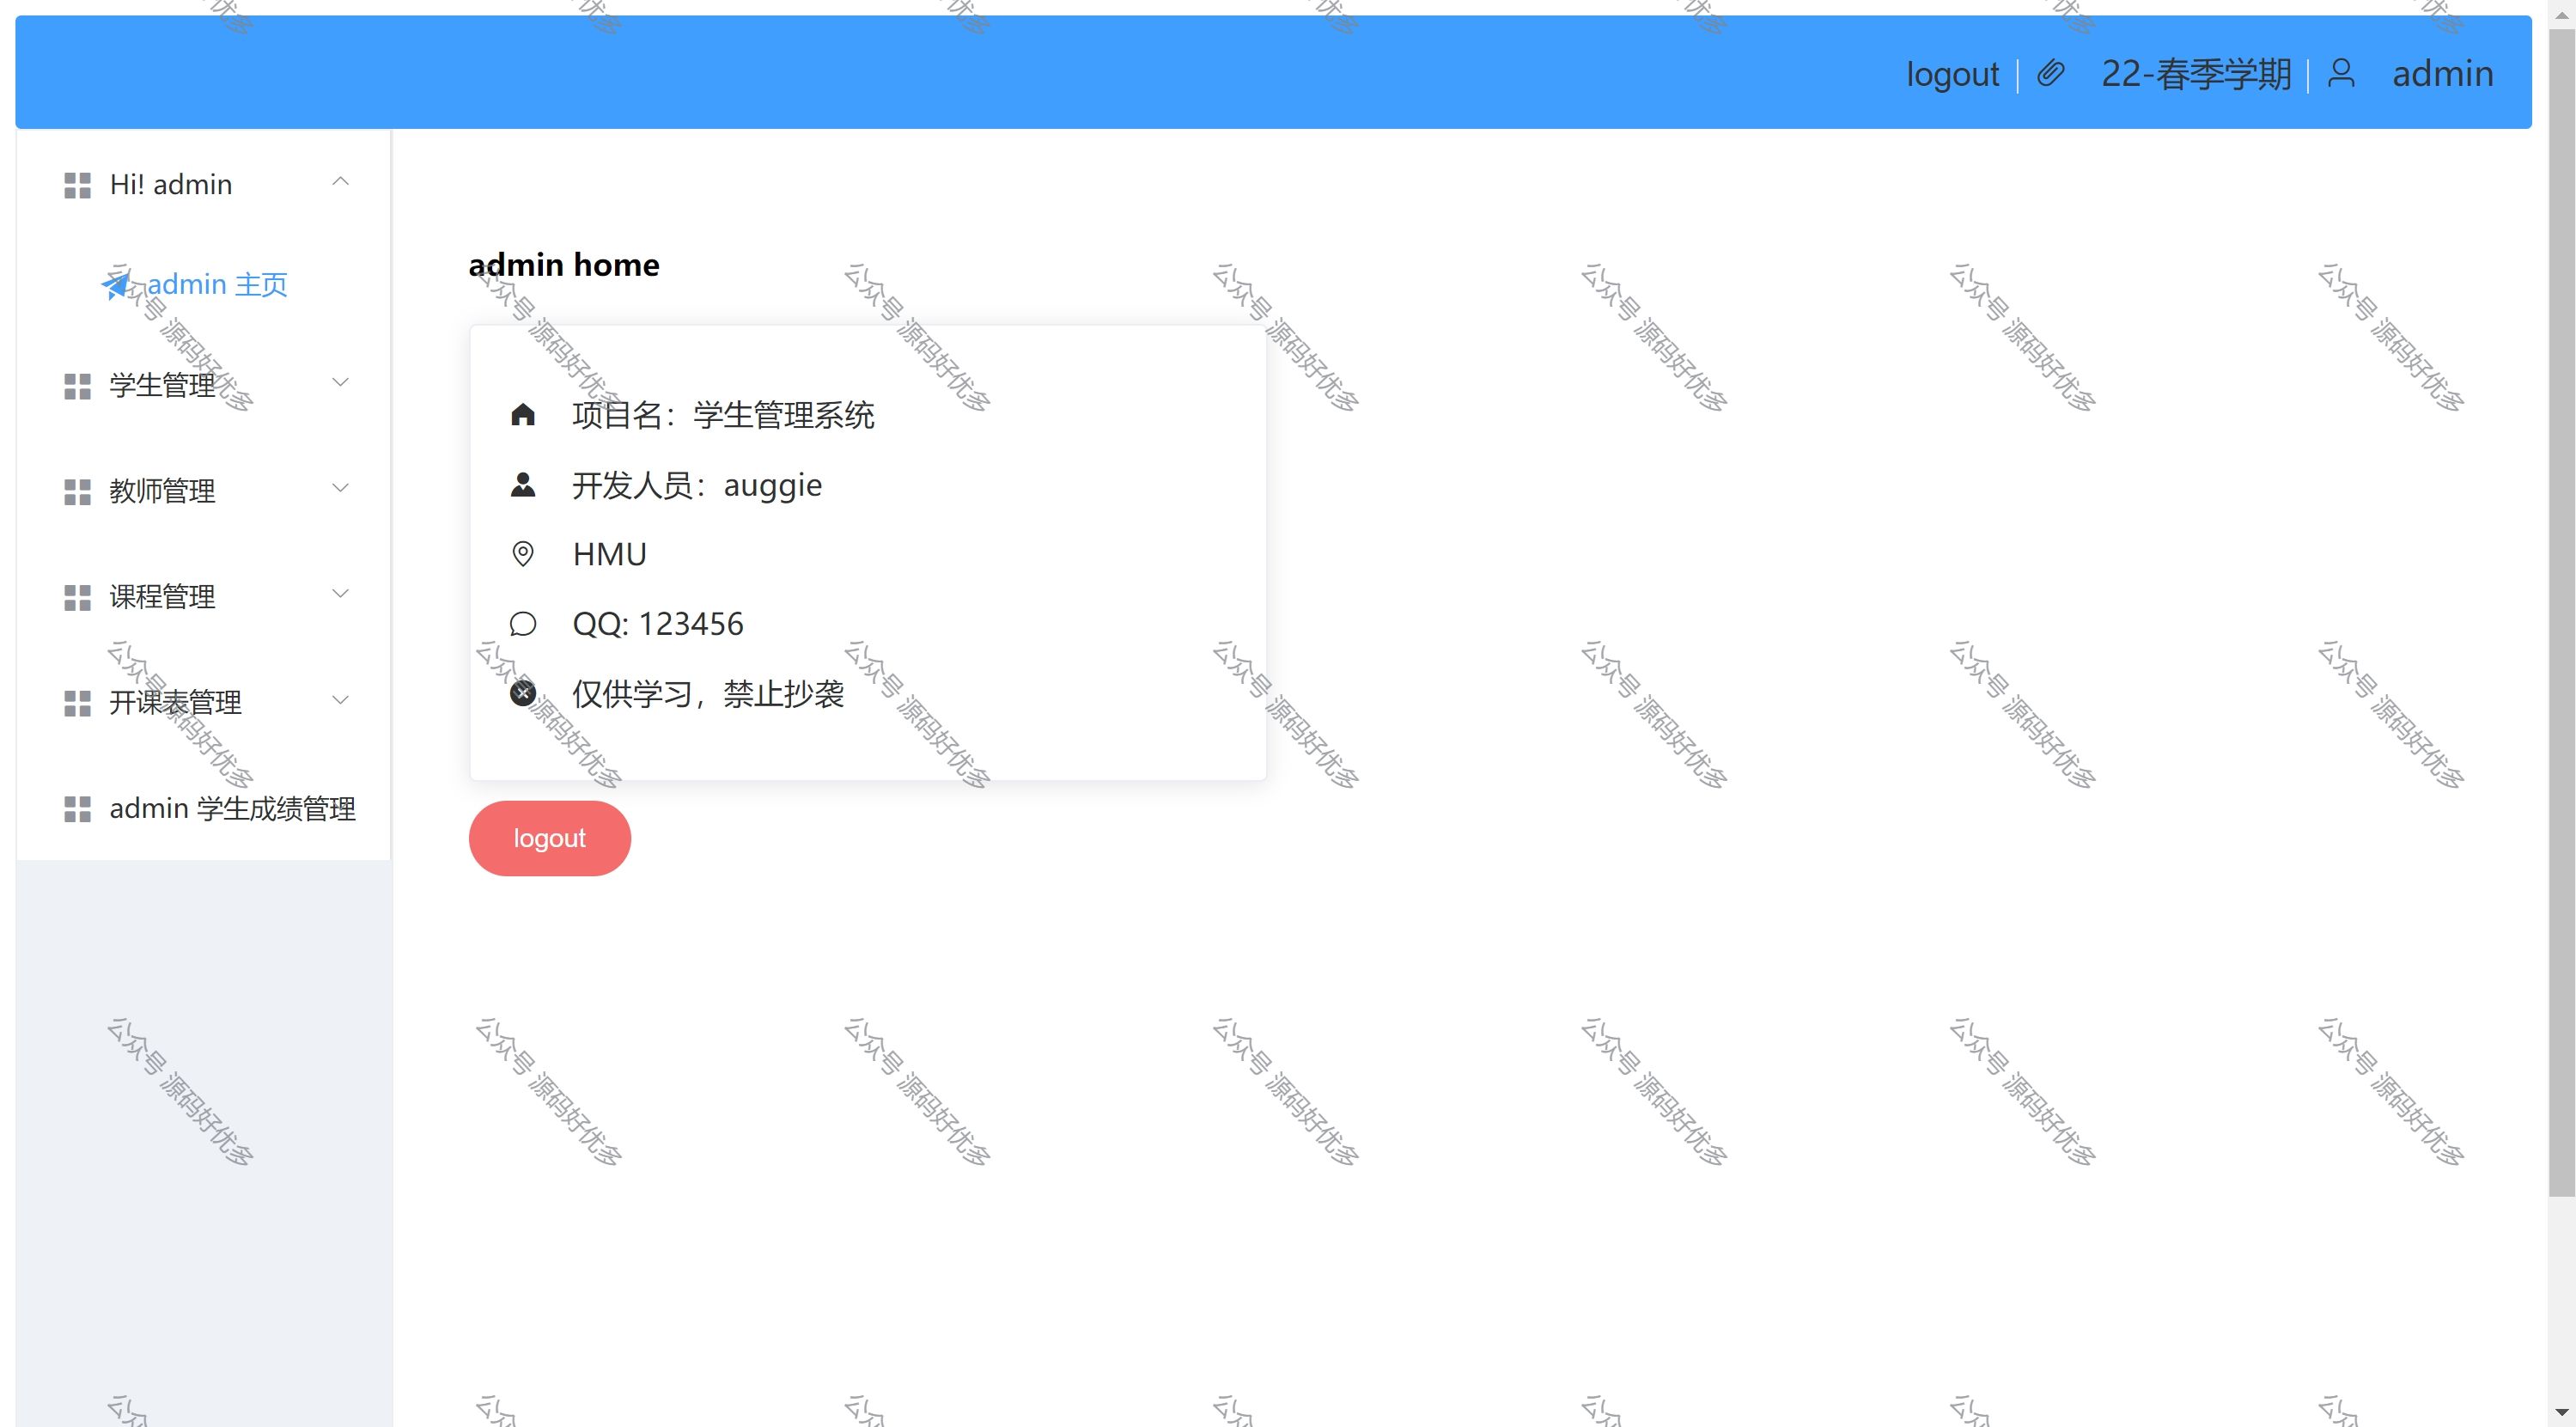 logout 22-春季学期 admin
Hi! admin
admin 主页
学生管理
教师管理
课程管理
开课表管理
admin 学生成绩管理
admin home
项目名：学生管理系统
开发人员：auggie
HMU
QQ: 123456
仅供学习，禁止抄袭
logout
公众号 源码好优多